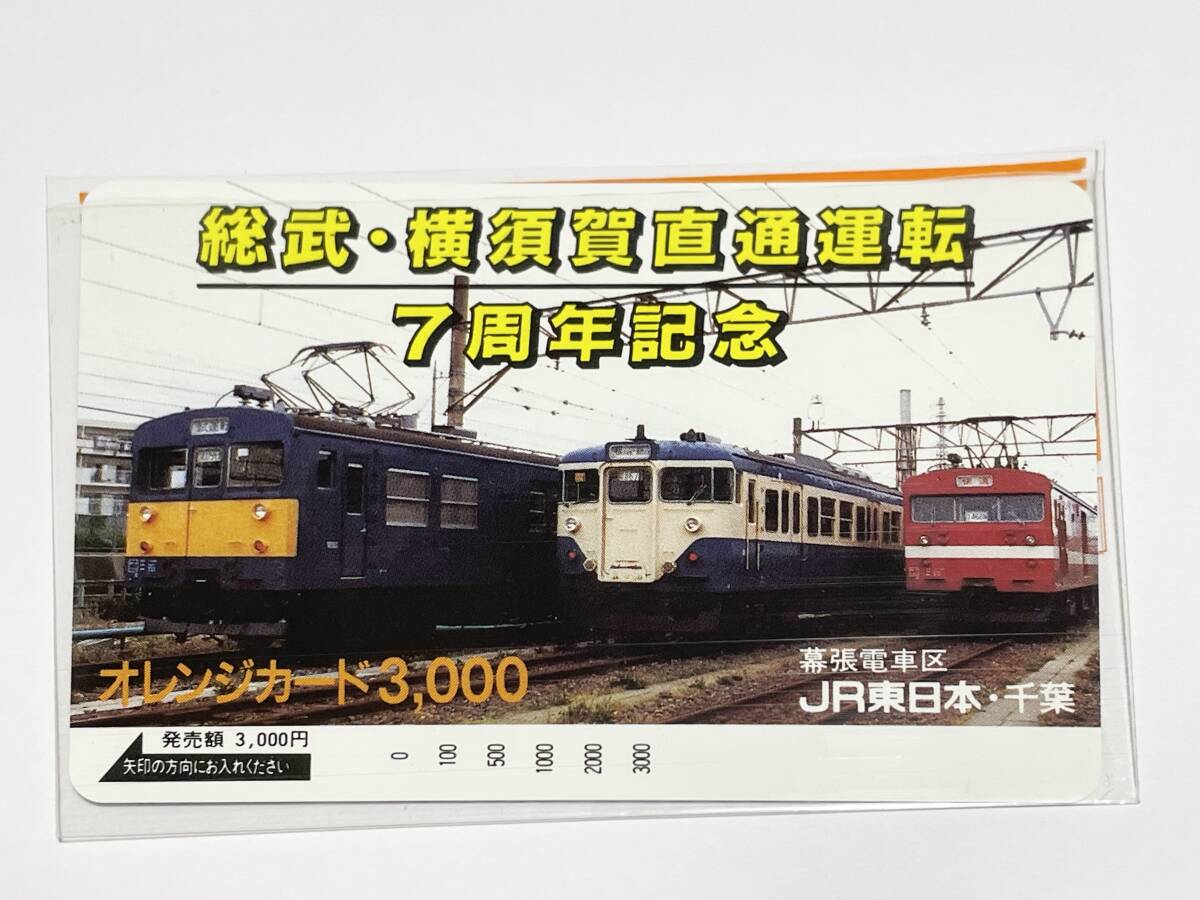 総武・横須賀直通運転
7周年記念
オレンジカード3,000
幕張電車区
JR東日本・千葉
発売額 3,000円
矢印の方向にお入れください
0 100 500 1000 2000 3000